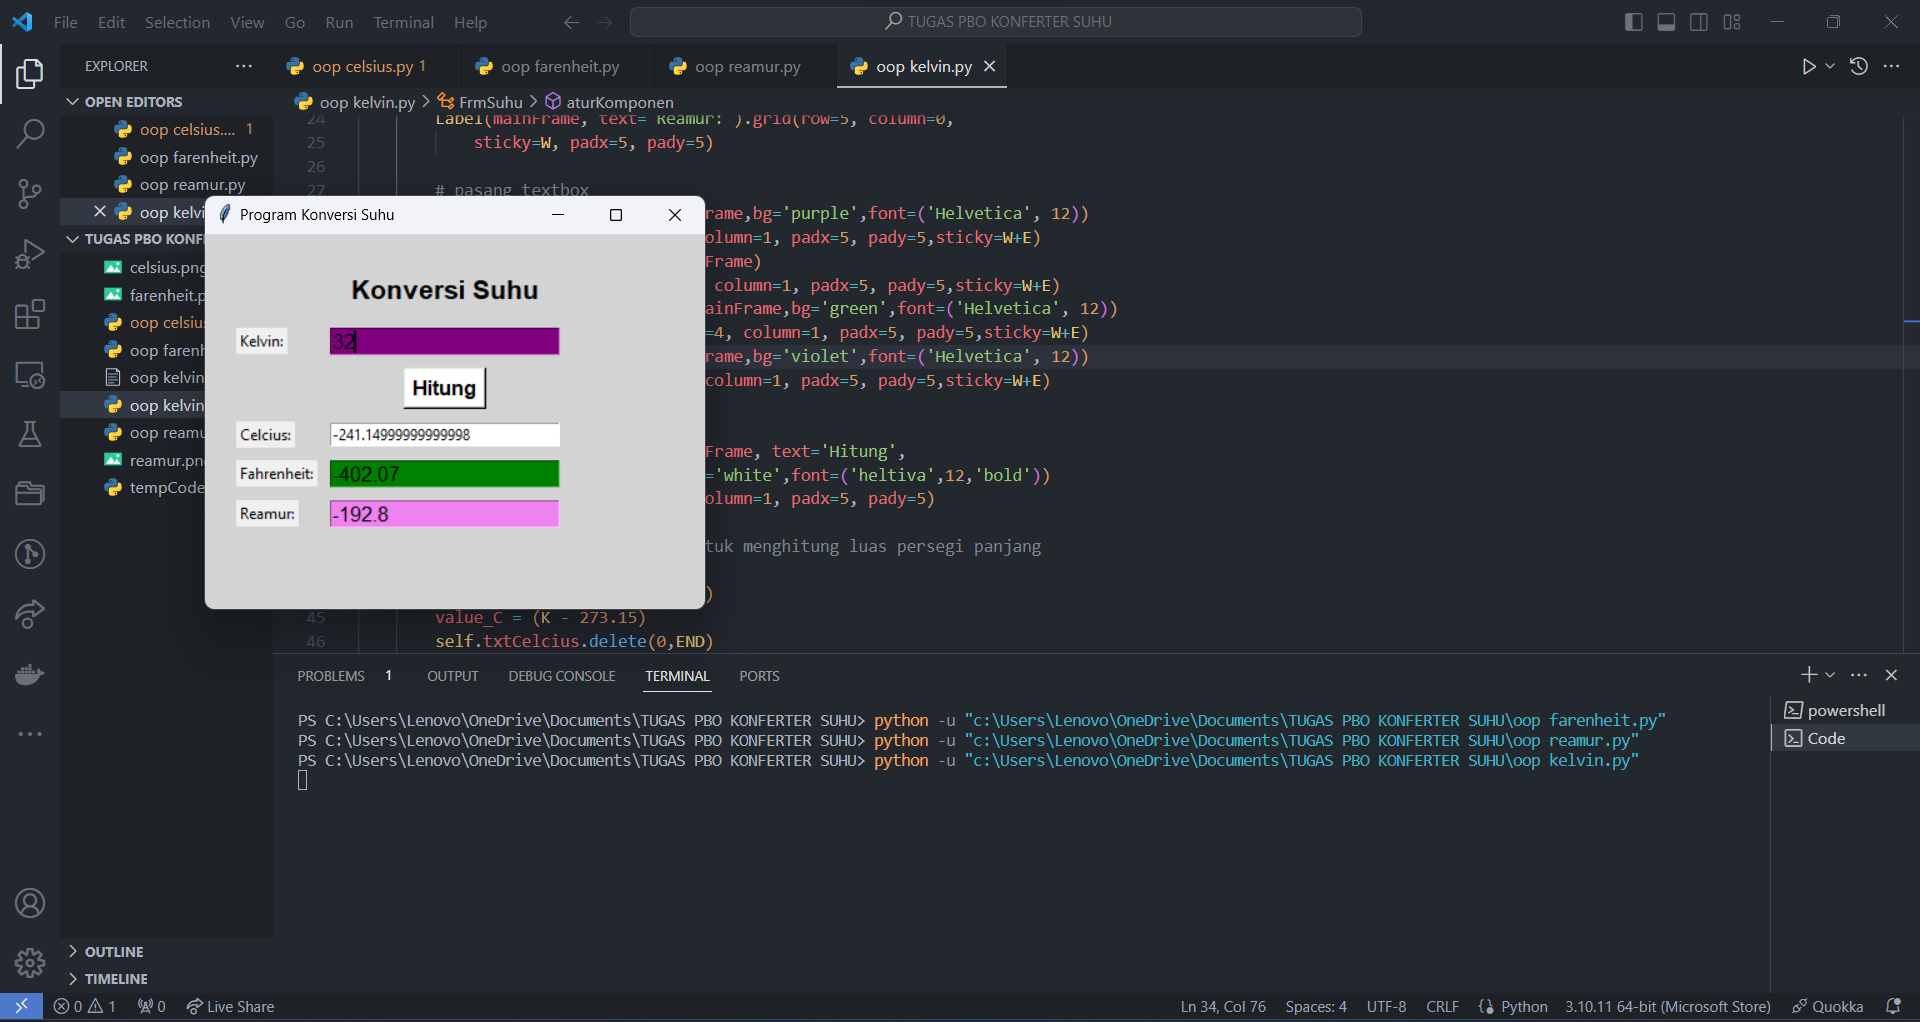 File Edit Selection View Go Run Terminal Help
TUGAS PBO KONFERTER SUHU
EXPLORER
oop celsius.py 1
oop farenheit.py
oop reamur.py
oop kelvin.py
OPEN EDITORS
oop celsius.... 1
oop farenheit.py
oop reamur.py
oop kelvi
TUGAS PBO KONF
celsius.png
farenheit.p
oop celsiu
oop farenh
oop kelvin
oop kelvin
oop reamu
reamur.pn
tempCode
OUTLINE
TIMELINE
oop kelvin.py > FrmSuhu > aturKomponen
24 Label(mainFrame, text="Reamur:").grid(row=5, column=0,
25 sticky=W, padx=5, pady=5)
26
27 # pasang textbox
rame,bg='purple',font=('Helvetica', 12))
olumn=1, padx=5, pady=5,sticky=W+E)
Frame)
column=1, padx=5, pady=5,sticky=W+E)
ainFrame,bg='green',font=('Helvetica', 12))
=4, column=1, padx=5, pady=5,sticky=W+E)
rame,bg='violet',font=('Helvetica', 12))
column=1, padx=5, pady=5,sticky=W+E)
Frame, text='Hitung',
='white',font=('heltiva',12,'bold'))
olumn=1, padx=5, pady=5)
tuk menghitung luas persegi panjang
)
45 value_C = (K - 273.15)
46 self.txtCelcius.delete(0,END)
Program Konversi Suhu
Konversi Suhu
Kelvin: 32
Hitung
Celcius: -241.14999999999998
Fahrenheit: -402.07
Reamur: -192.8
PROBLEMS 1 OUTPUT DEBUG CONSOLE TERMINAL PORTS
PS C:\Users\Lenovo\OneDrive\Documents\TUGAS PBO KONFERTER SUHU> python -u "c:\Users\Lenovo\OneDrive\Documents\TUGAS PBO KONFERTER SUHU\oop farenheit.py"
PS C:\Users\Lenovo\OneDrive\Documents\TUGAS PBO KONFERTER SUHU> python -u "c:\Users\Lenovo\OneDrive\Documents\TUGAS PBO KONFERTER SUHU\oop reamur.py"
PS C:\Users\Lenovo\OneDrive\Documents\TUGAS PBO KONFERTER SUHU> python -u "c:\Users\Lenovo\OneDrive\Documents\TUGAS PBO KONFERTER SUHU\oop kelvin.py"
powershell
Code
0 1 0 Live Share
Ln 34, Col 76 Spaces: 4 UTF-8 CRLF Python 3.10.11 64-bit (Microsoft Store) Quokka